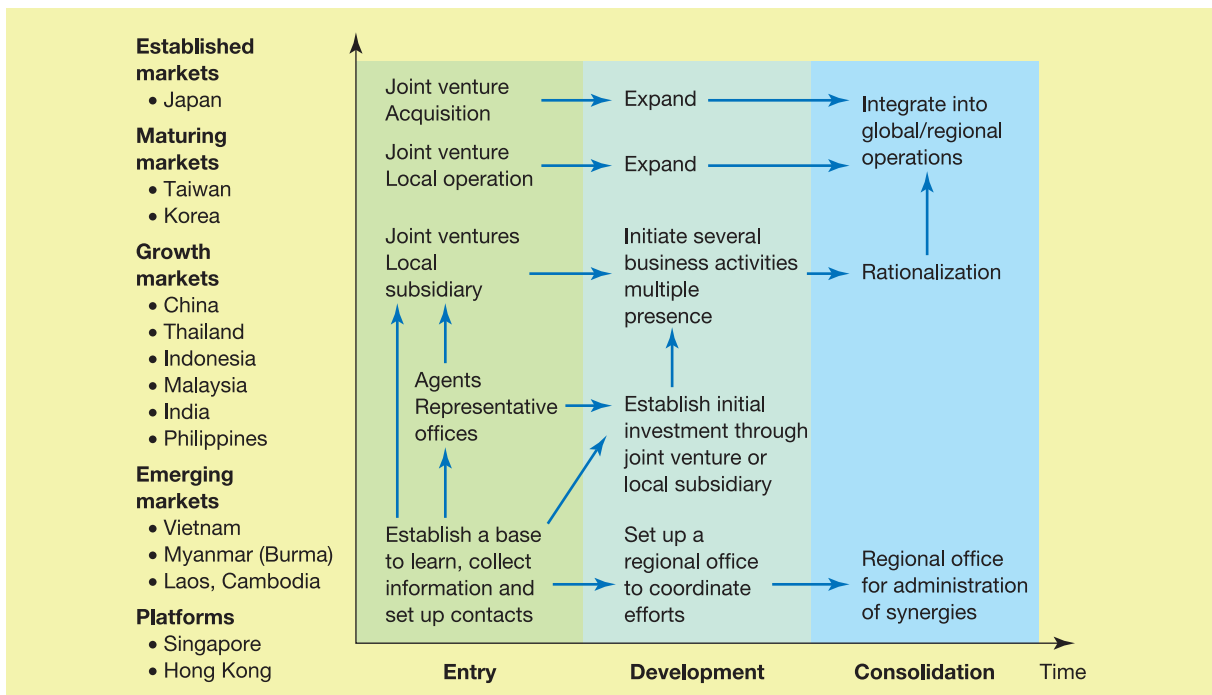 Established
markets
• Japan
Maturing
markets
• Taiwan
• Korea
Growth
markets
• China
• Thailand
• Indonesia
• Malaysia
• India
• Philippines
Emerging
markets
• Vietnam
• Myanmar (Burma)
• Laos, Cambodia
Platforms
• Singapore
• Hong Kong
Joint venture
Acquisition
Expand
Integrate into
global/regional
operations
Joint venture
Local operation
Expand
Joint ventures
Local
subsidiary
Initiate several
business activities
multiple
presence
Rationalization
Agents
Representative
offices
Establish initial
investment through
joint venture or
local subsidiary
Establish a base
to learn, collect
information and
set up contacts
Set up a
regional office
to coordinate
efforts
Regional office
for administration
of synergies
Entry
Development
Consolidation
Time